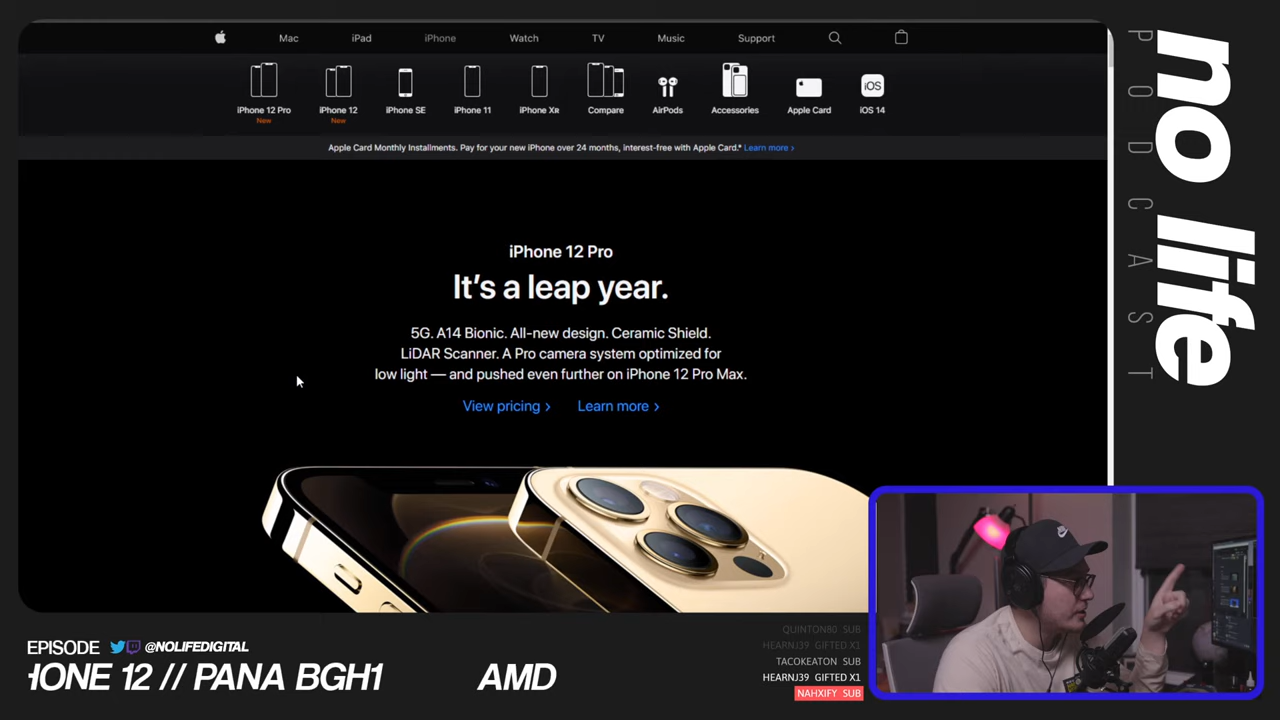 Mac iPad iPhone Watch TV Music Support
iPhone 12 Pro iPhone 12 iPhone SE iPhone 11 iPhone XR Compare AirPods Accessories Apple Card iOS 14
iOS
New New
Apple Card Monthly Installments. Pay for your new iPhone over 24 months, interest-free with Apple Card.* Learn more >
iPhone 12 Pro
It's a leap year.
5G. A14 Bionic. All-new design. Ceramic Shield.
LiDAR Scanner. A Pro camera system optimized for
low light — and pushed even further on iPhone 12 Pro Max.
View pricing > Learn more >
no life
PODCAST
EPISODE @NOLIFEDIGITAL
HONE 12 // PANA BGH1 AMD
QUINTON80 SUB
HEARNJ39 GIFTED X1
TACOKEATON SUB
HEARNJ39 GIFTED X1
NAHXIFY SUB